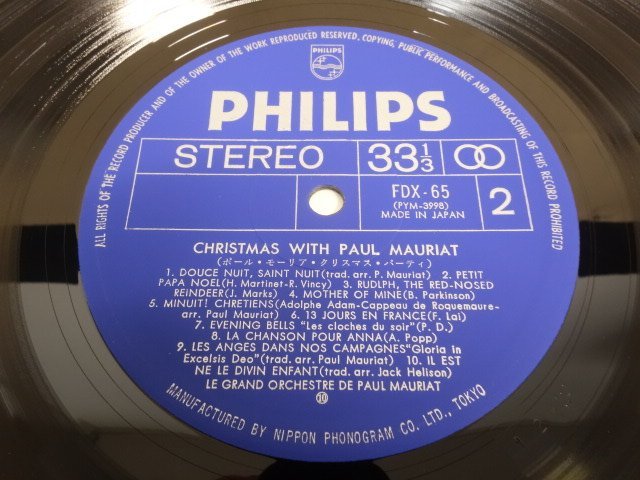 ALL RIGHTS OF THE RECORD PRODUCER AND OF THE OWNER OF THE WORK REPRODUCED RESERVED, COPYING, PUBLIC PERFORMANCE AND BROADCASTING OF THIS RECORD PROHIBITED
PHILIPS
PHILIPS
STEREO 33 1/3
FDX-65
(PYM-3998)
MADE IN JAPAN
2
CHRISTMAS WITH PAUL MAURIAT
(ポール・モーリア・クリスマス・パーティ)
1. DOUCE NUIT, SAINT NUIT(trad. arr. P. Mauriat) 2. PETIT
PAPA NOEL(H. Martinet-R. Vincy) 3. RUDLPH, THE RED-NOSED
REINDEER(J. Marks) 4. MOTHER OF MINE(B. Parkinson)
5. MINUIT! CHRETIENS(Adolphe Adam-Cappeau de Roquemaure-
arr. Paul Mauriat) 6. 13 JOURS EN FRANCE(F. Lai)
7. EVENING BELLS "Les cloches du soir"(P. D.)
8. LA CHANSON POUR ANNA(A. Popp)
9. LES ANGES DANS NOS CAMPAGNES"Gloria in
Excelsis Deo"(trad. arr. Paul Mauriat) 10. IL EST
NE LE DIVIN ENFANT(trad. arr. Jack Helison)
LE GRAND ORCHESTRE DE PAUL MAURIAT
⑩
MANUFACTURED BY NIPPON PHONOGRAM CO. LTD., TOKYO